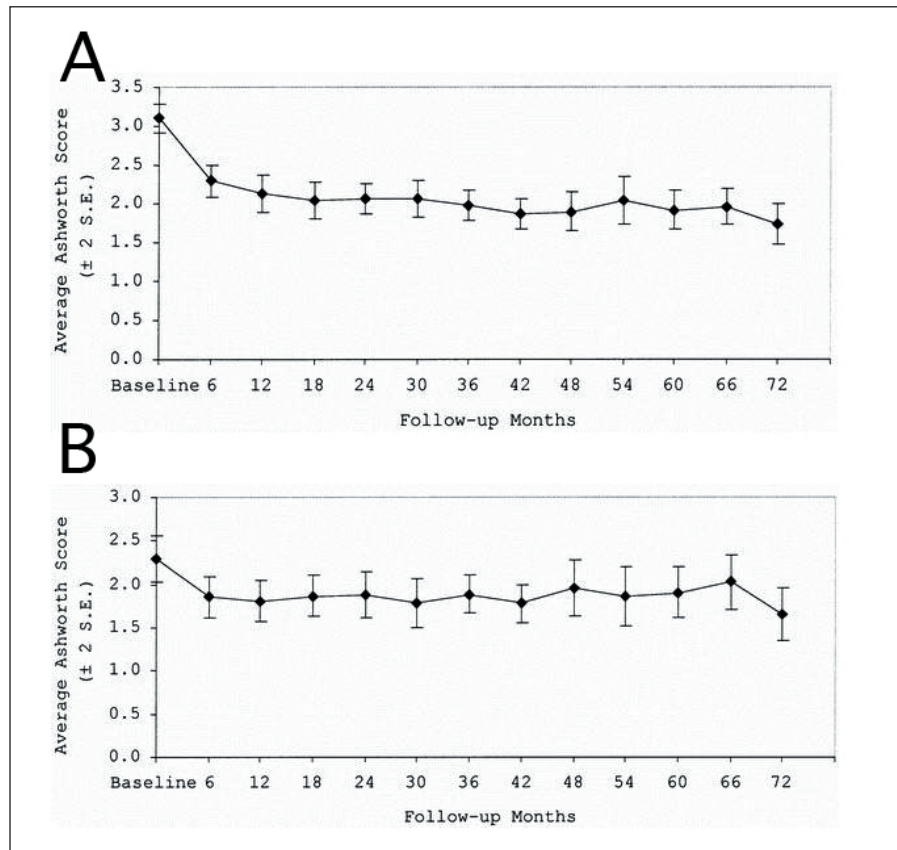 A
Average Ashworth Score
(± 2 S.E.)
3.5
3.0
2.5
2.0
1.5
1.0
0.5
0.0
Baseline 6 12 18 24 30 36 42 48 54 60 66 72
Follow-up Months
B
Average Ashworth Score
(± 2 S.E.)
3.0
2.5
2.0
1.5
1.0
0.5
0.0
Baseline 6 12 18 24 30 36 42 48 54 60 66 72
Follow-up Months